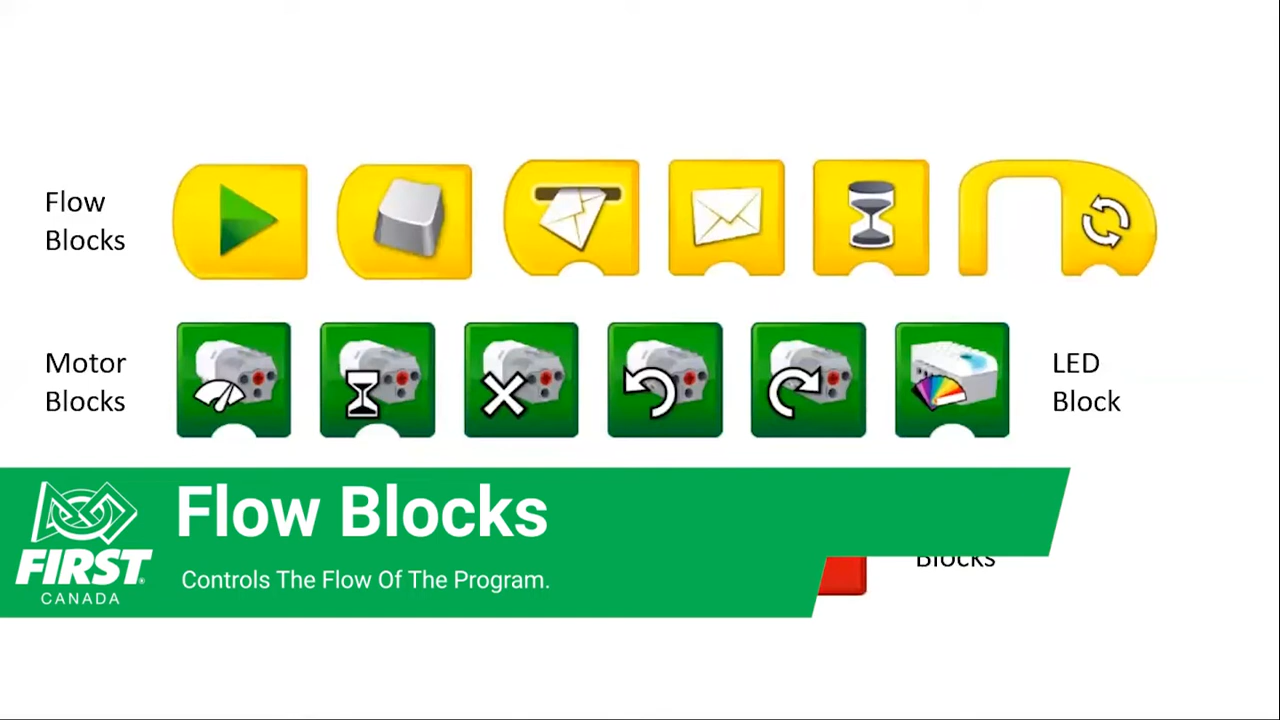 Flow
Blocks
Motor
Blocks
LED
Block
Flow Blocks
Controls The Flow Of The Program.
FIRST
CANADA
Blocks